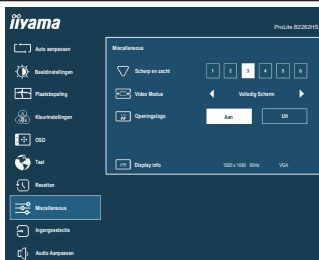 iiyama
ProLite B2282HS
Auto aanpassen
Beeldinstellingen
Plaatsbepaling
Kleurinstellingen
OSD
Taal
Resetten
Miscellaneous
Ingangsselectie
Audio Aanpassen
Miscellaneous
Scherp en zacht 1 2 3 4 5 6
Video Modus Volledig Scherm
Openingslogo Aan Uit
Display info 1920 x 1080 60Hz VGA